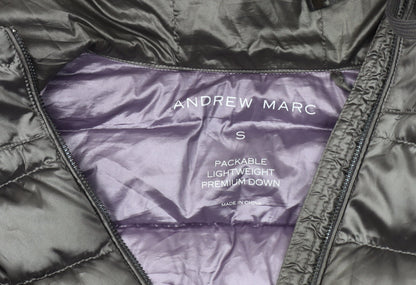 ANDREW MARC
S
PACKABLE
LIGHTWEIGHT
PREMIUM DOWN
MADE IN CHINA